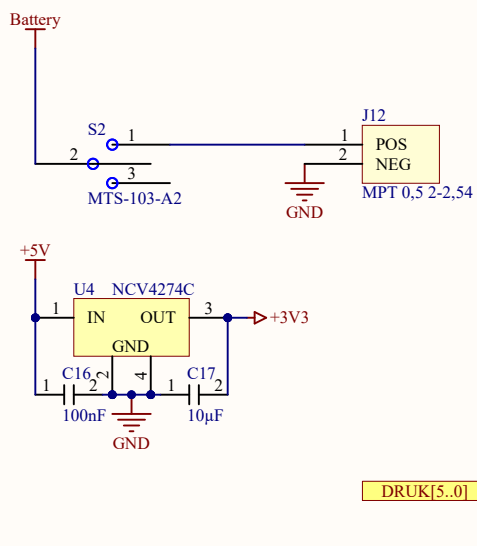 Battery
S2
1
2
3
MTS-103-A2
J12
1
POS
2
NEG
MPT 0,5 2-2,54
GND
+5V
U4 NCV4274C
1
IN OUT
3
+3V3
GND
2
4
C16
1 2
100nF
C17
1 2
10µF
GND
DRUK[5..0]